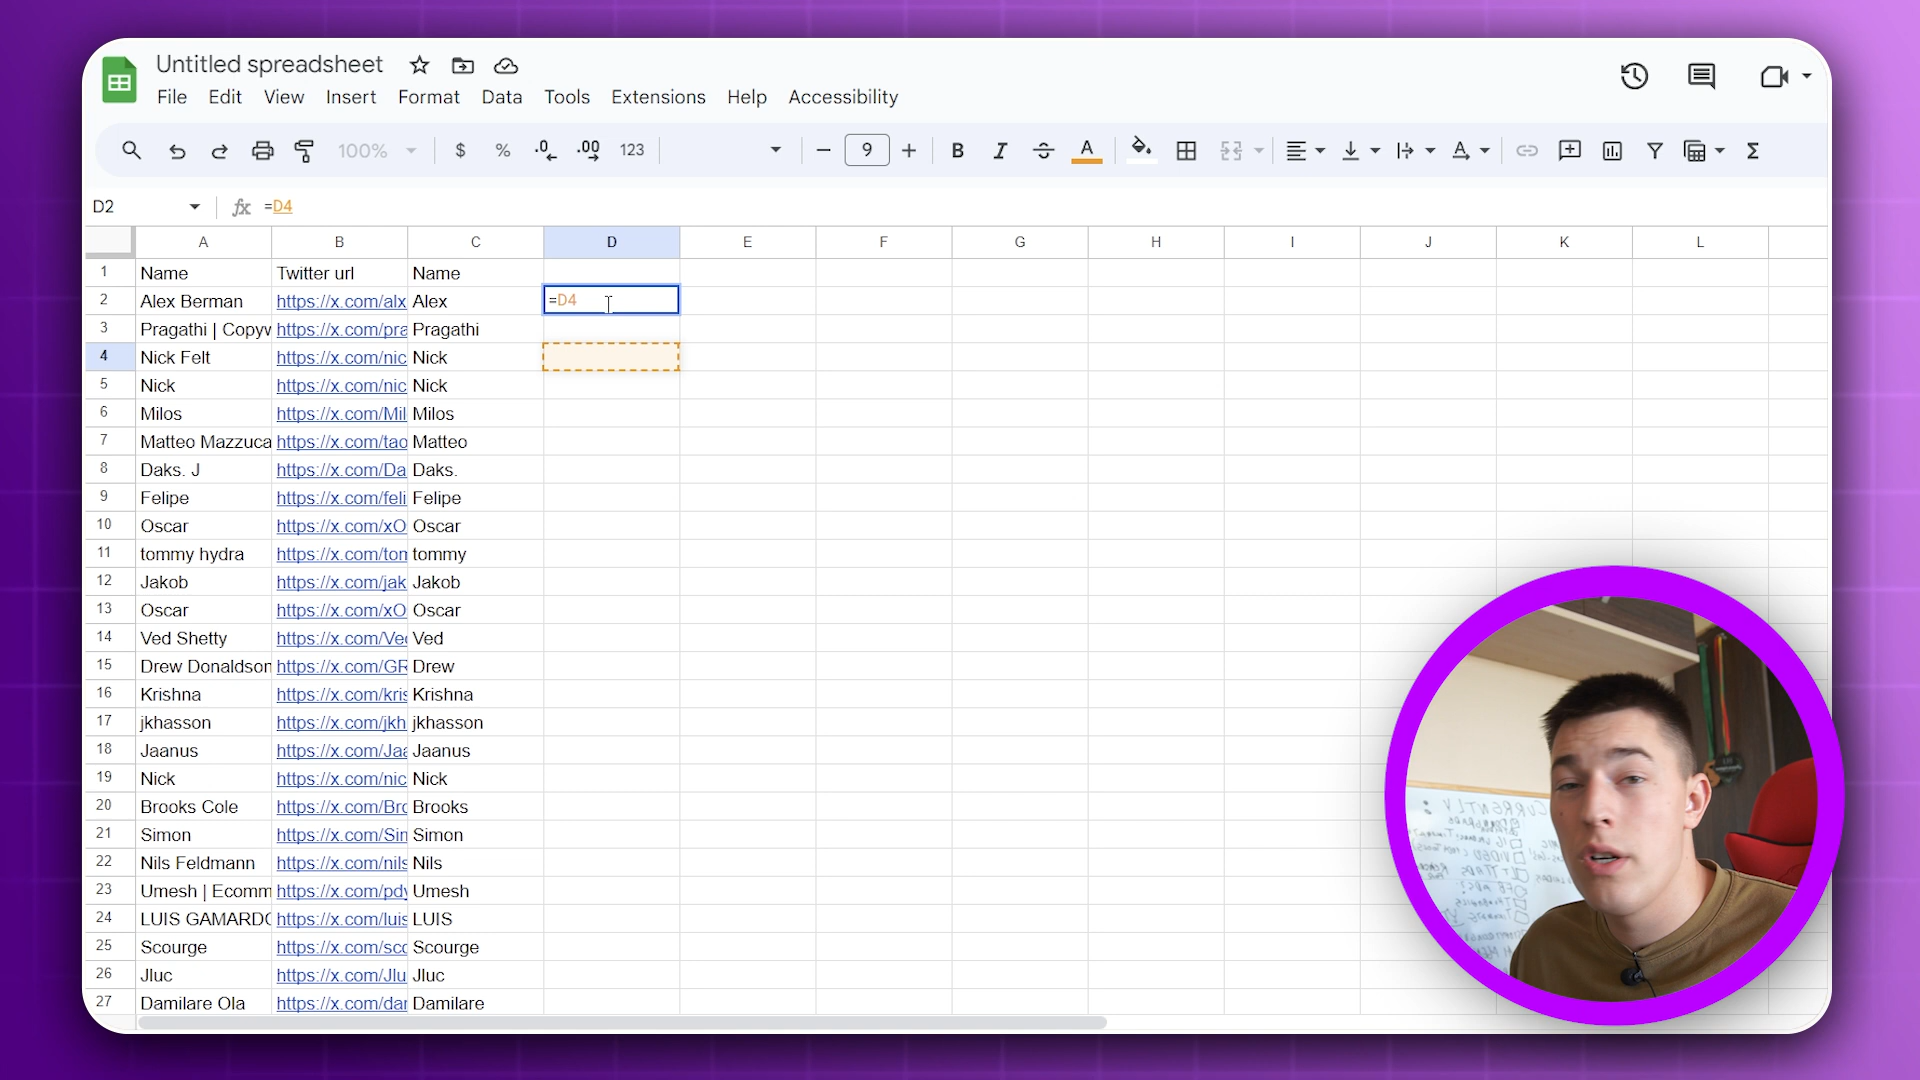 Untitled spreadsheet
File Edit View Insert Format Data Tools Extensions Help Accessibility
100% $ % .0 .00 123 9 B I A A Σ
D2 fx =D4
A B C D E F G H I J K L
1 Name Twitter url Name
2 Alex Berman https://x.com/alx Alex =D4
3 Pragathi | Copyw https://x.com/pra Pragathi
4 Nick Felt https://x.com/nic Nick
5 Nick https://x.com/nic Nick
6 Milos https://x.com/Mil Milos
7 Matteo Mazzuca https://x.com/tao Matteo
8 Daks. J https://x.com/Da Daks.
9 Felipe https://x.com/feli Felipe
10 Oscar https://x.com/xO Oscar
11 tommy hydra https://x.com/tom tommy
12 Jakob https://x.com/jak Jakob
13 Oscar https://x.com/xO Oscar
14 Ved Shetty https://x.com/Ved Ved
15 Drew Donaldson https://x.com/GR Drew
16 Krishna https://x.com/kris Krishna
17 jkhasson https://x.com/jkh jkhasson
18 Jaanus https://x.com/Jaa Jaanus
19 Nick https://x.com/nic Nick
20 Brooks Cole https://x.com/Bro Brooks
21 Simon https://x.com/Sim Simon
22 Nils Feldmann https://x.com/nils Nils
23 Umesh | Ecomm https://x.com/pdy Umesh
24 LUIS GAMARDO https://x.com/luis LUIS
25 Scourge https://x.com/sco Scourge
26 Jluc https://x.com/Jlu Jluc
27 Damilare Ola https://x.com/dar Damilare
CURRENTLY: